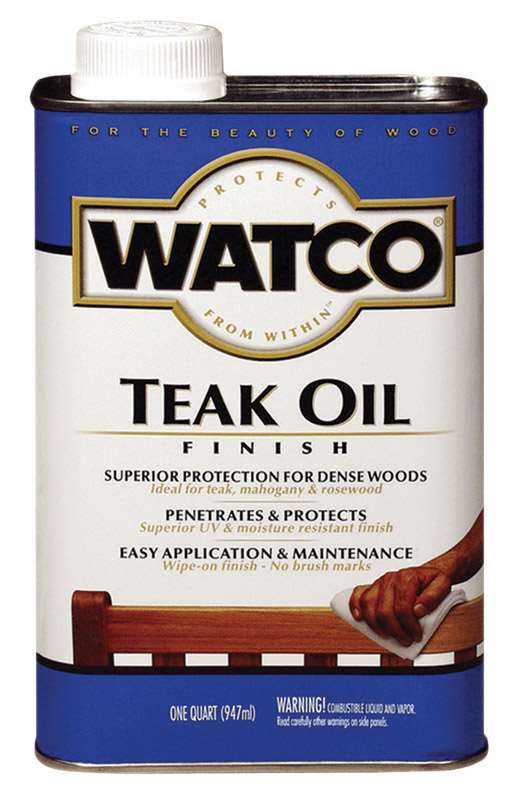 FOR THE BEAUTY OF WOOD
PROTECTS
WATCO®
FROM WITHIN™
TEAK OIL
FINISH
SUPERIOR PROTECTION FOR DENSE WOODS
Ideal for teak, mahogany & rosewood
PENETRATES & PROTECTS
Superior UV & moisture resistant finish
EASY APPLICATION & MAINTENANCE
Wipe-on finish - No brush marks
ONE QUART (947ml)
WARNING! COMBUSTIBLE LIQUID AND VAPOR.
Read carefully other warnings on side panels.